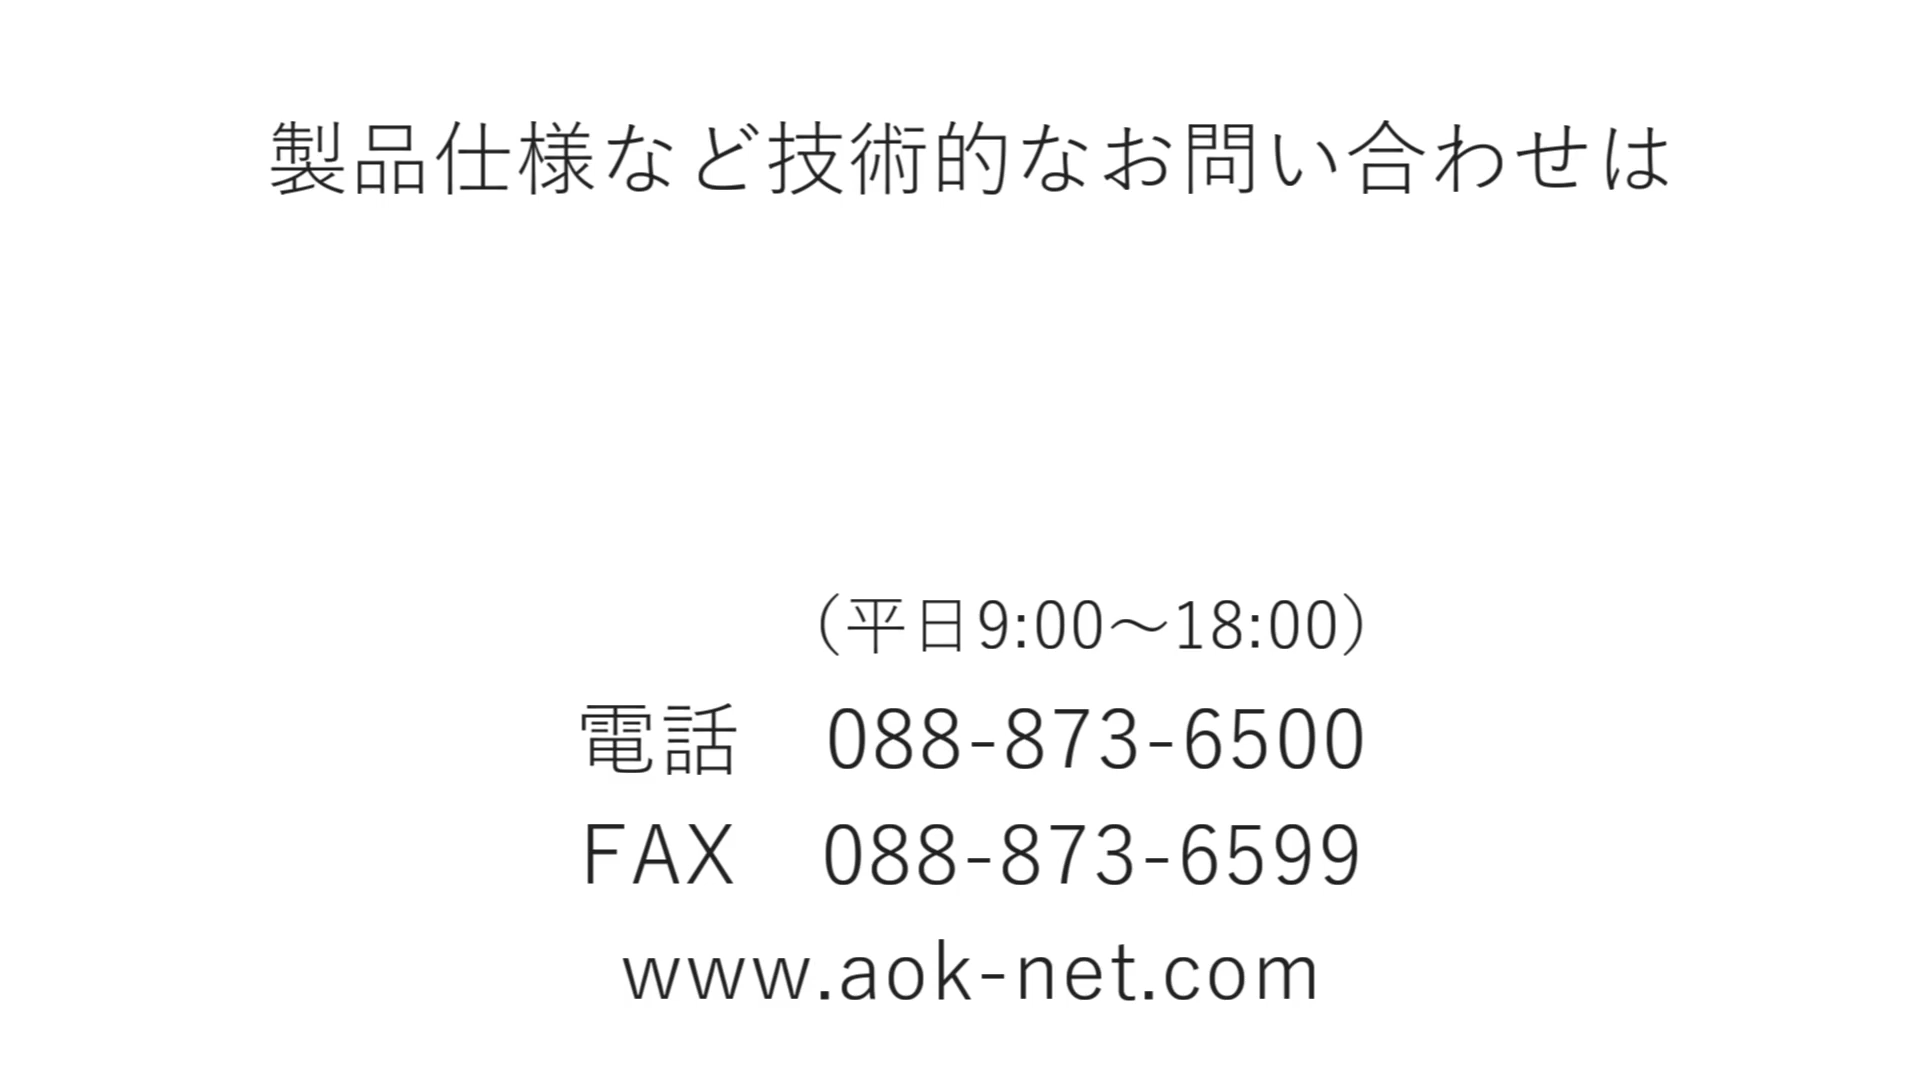 製品仕様など技術的なお問い合わせは
（平日9:00〜18:00）
電話　088-873-6500
FAX　088-873-6599
www.aok-net.com